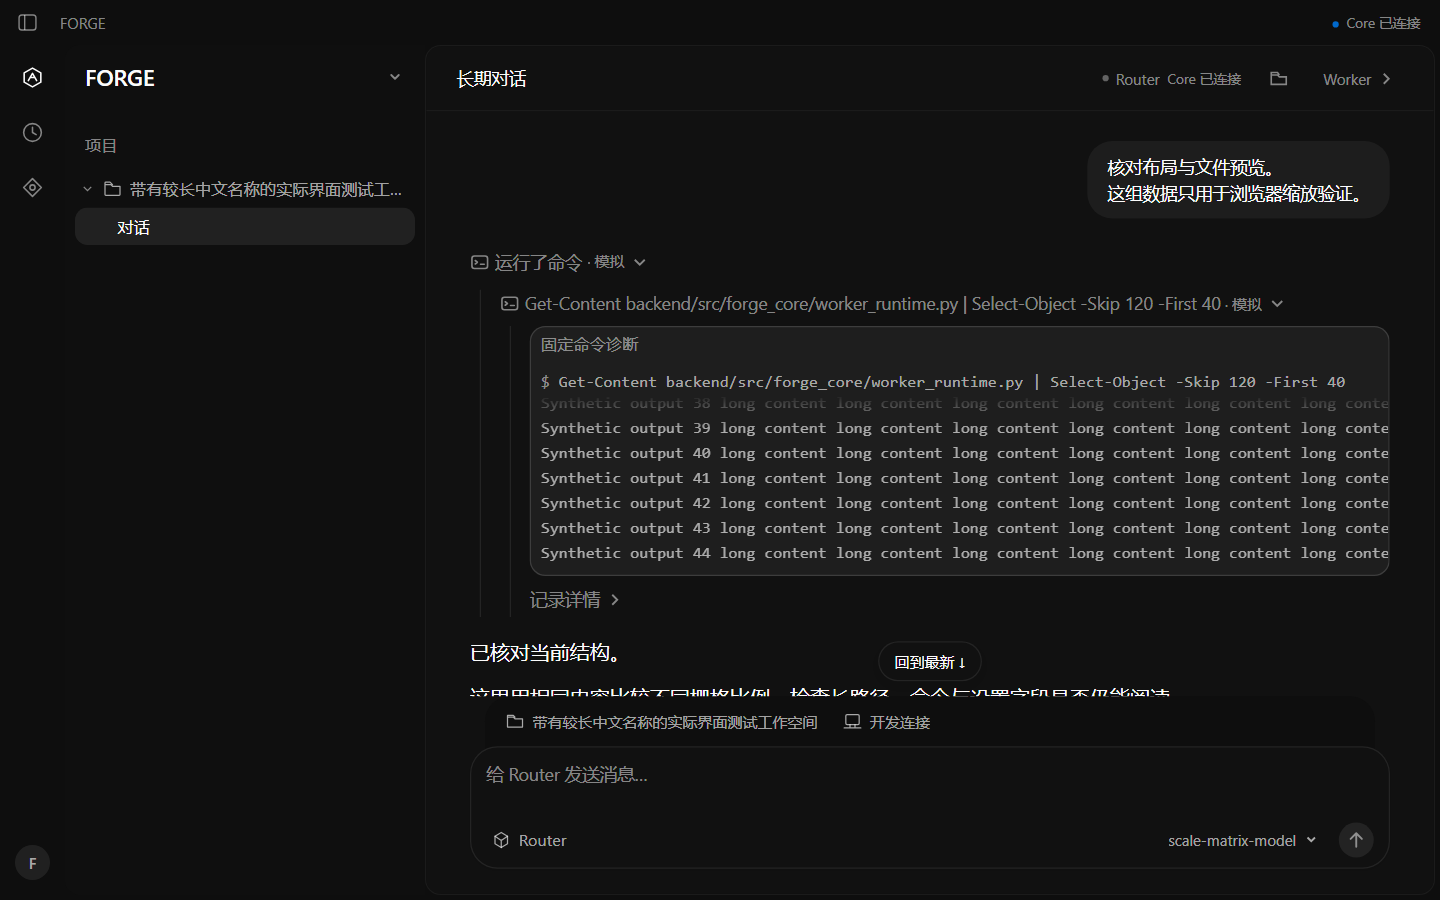 FORGE
Core 已连接
FORGE
项目
带有较长中文名称的实际界面测试工...
对话
F
长期对话
Router Core 已连接
Worker
核对布局与文件预览。
这组数据只用于浏览器缩放验证。
运行了命令 · 模拟
Get-Content backend/src/forge_core/worker_runtime.py | Select-Object -Skip 120 -First 40 · 模拟
固定命令诊断
$ Get-Content backend/src/forge_core/worker_runtime.py | Select-Object -Skip 120 -First 40
Synthetic output 38 long content long content long content long content long content long conte
Synthetic output 39 long content long content long content long content long content long conte
Synthetic output 40 long content long content long content long content long content long conte
Synthetic output 41 long content long content long content long content long content long conte
Synthetic output 42 long content long content long content long content long content long conte
Synthetic output 43 long content long content long content long content long content long conte
Synthetic output 44 long content long content long content long content long content long conte
记录详情
已核对当前结构。
回到最新 ↓
带有较长中文名称的实际界面测试工作空间
开发连接
给 Router 发送消息...
Router
scale-matrix-model